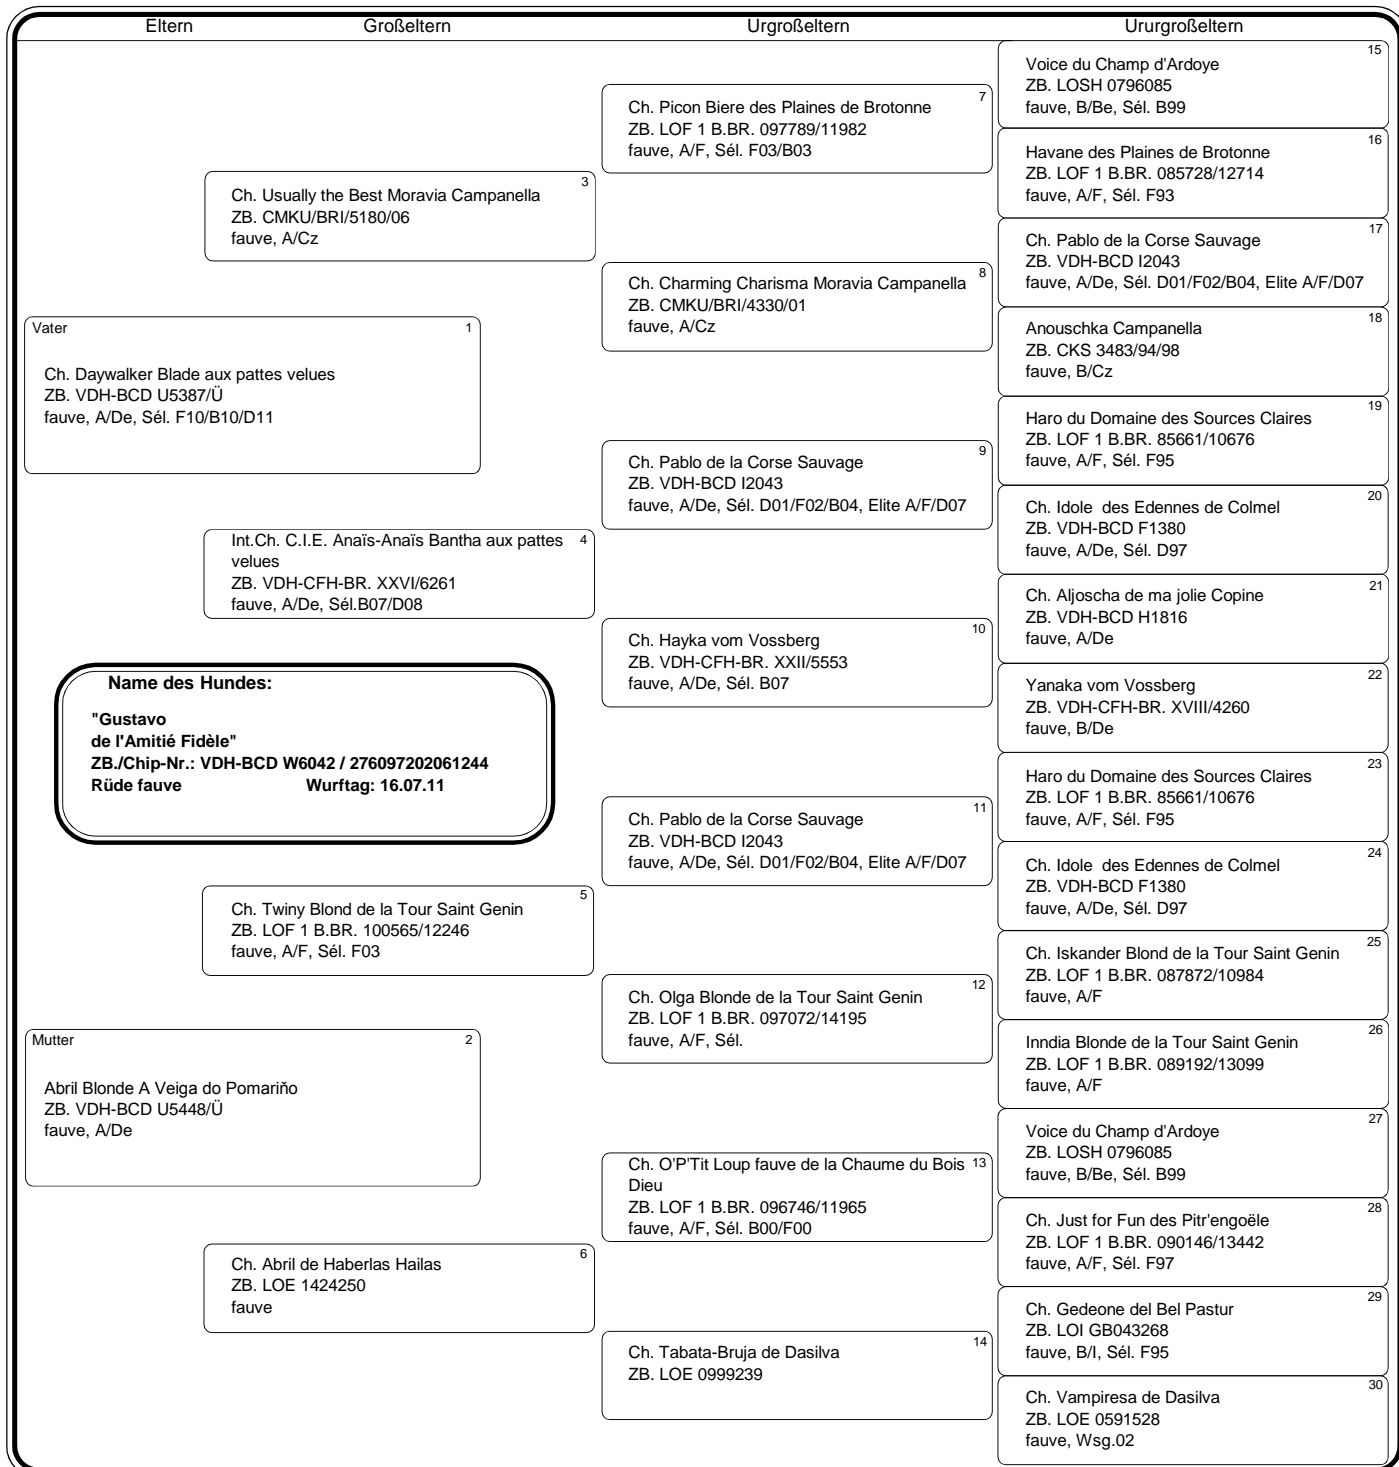 Eltern Großeltern Urgroßeltern Ururgroßeltern
Vater 1
Ch. Daywalker Blade aux pattes velues
ZB. VDH-BCD U5387/Ü
fauve, A/De, Sél. F10/B10/D11
Mutter 2
Abril Blonde A Veiga do Pomariňo
ZB. VDH-BCD U5448/Ü
fauve, A/De
Name des Hundes:
"Gustavo
de l'Amitié Fidèle"
ZB./Chip-Nr.: VDH-BCD W6042 / 276097202061244
Rüde fauve Wurftag: 16.07.11
3
Ch. Usually the Best Moravia Campanella
ZB. CMKU/BRI/5180/06
fauve, A/Cz
Int.Ch. C.I.E. Anaïs-Anaïs Bantha aux pattes 4
velues
ZB. VDH-CFH-BR. XXVI/6261
fauve, A/De, Sél.B07/D08
5
Ch. Twiny Blond de la Tour Saint Genin
ZB. LOF 1 B.BR. 100565/12246
fauve, A/F, Sél. F03
6
Ch. Abril de Haberlas Hailas
ZB. LOE 1424250
fauve
7
Ch. Picon Biere des Plaines de Brotonne
ZB. LOF 1 B.BR. 097789/11982
fauve, A/F, Sél. F03/B03
8
Ch. Charming Charisma Moravia Campanella
ZB. CMKU/BRI/4330/01
fauve, A/Cz
9
Ch. Pablo de la Corse Sauvage
ZB. VDH-BCD I2043
fauve, A/De, Sél. D01/F02/B04, Elite A/F/D07
10
Ch. Hayka vom Vossberg
ZB. VDH-CFH-BR. XXII/5553
fauve, A/De, Sél. B07
11
Ch. Pablo de la Corse Sauvage
ZB. VDH-BCD I2043
fauve, A/De, Sél. D01/F02/B04, Elite A/F/D07
12
Ch. Olga Blonde de la Tour Saint Genin
ZB. LOF 1 B.BR. 097072/14195
fauve, A/F, Sél.
Ch. O'P'Tit Loup fauve de la Chaume du Bois 13
Dieu
ZB. LOF 1 B.BR. 096746/11965
fauve, A/F, Sél. B00/F00
14
Ch. Tabata-Bruja de Dasilva
ZB. LOE 0999239
15
Voice du Champ d'Ardoye
ZB. LOSH 0796085
fauve, B/Be, Sél. B99
16
Havane des Plaines de Brotonne
ZB. LOF 1 B.BR. 085728/12714
fauve, A/F, Sél. F93
17
Ch. Pablo de la Corse Sauvage
ZB. VDH-BCD I2043
fauve, A/De, Sél. D01/F02/B04, Elite A/F/D07
18
Anouschka Campanella
ZB. CKS 3483/94/98
fauve, B/Cz
19
Haro du Domaine des Sources Claires
ZB. LOF 1 B.BR. 85661/10676
fauve, A/F, Sél. F95
20
Ch. Idole des Edennes de Colmel
ZB. VDH-BCD F1380
fauve, A/De, Sél. D97
21
Ch. Aljoscha de ma jolie Copine
ZB. VDH-BCD H1816
fauve, A/De
22
Yanaka vom Vossberg
ZB. VDH-CFH-BR. XVIII/4260
fauve, B/De
23
Haro du Domaine des Sources Claires
ZB. LOF 1 B.BR. 85661/10676
fauve, A/F, Sél. F95
24
Ch. Idole des Edennes de Colmel
ZB. VDH-BCD F1380
fauve, A/De, Sél. D97
25
Ch. Iskander Blond de la Tour Saint Genin
ZB. LOF 1 B.BR. 087872/10984
fauve, A/F
26
Inndia Blonde de la Tour Saint Genin
ZB. LOF 1 B.BR. 089192/13099
fauve, A/F
27
Voice du Champ d'Ardoye
ZB. LOSH 0796085
fauve, B/Be, Sél. B99
28
Ch. Just for Fun des Pitr'engoële
ZB. LOF 1 B.BR. 090146/13442
fauve, A/F, Sél. F97
29
Ch. Gedeone del Bel Pastur
ZB. LOI GB043268
fauve, B/I, Sél. F95
30
Ch. Vampiresa de Dasilva
ZB. LOE 0591528
fauve, Wsg.02